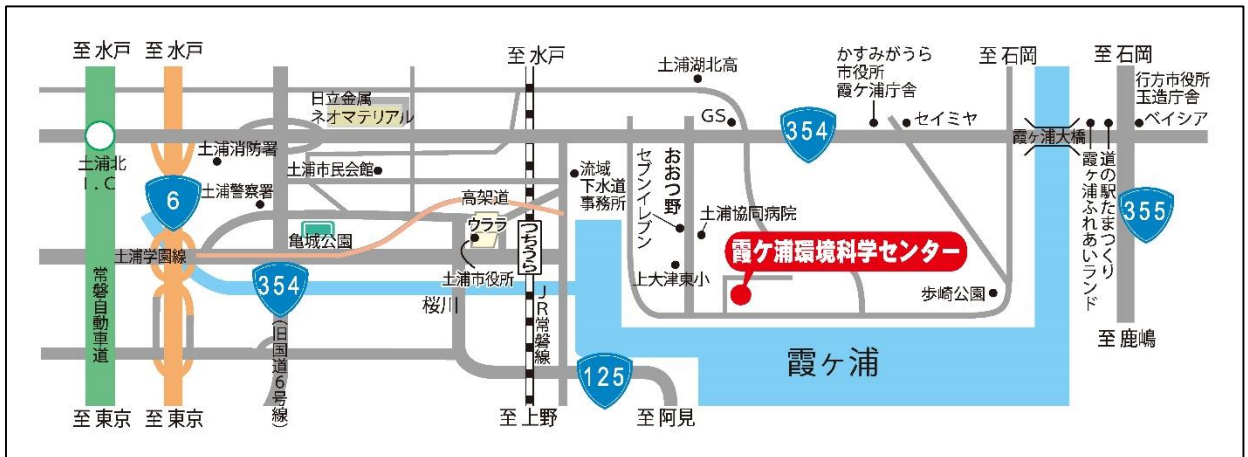 至 水戸
至 水戸
至 水戸
至 石岡
至 石岡
土浦湖北高
かすみがうら
市役所
霞ヶ浦庁舎
行方市役所
玉造庁舎
ベイシア
日立金属
ネオマテリアル
GS
354
セイミヤ
霞ヶ浦大橋
土浦北
I.C
土浦消防署
土浦市民会館
流域
下水道
事務所
セブンイレブン
おおつ野
道の駅たまつくり
霞ヶ浦ふれあいランド
6
土浦警察署
高架道
ウララ
土浦協同病院
355
亀城公園
つちうら
霞ケ浦環境科学センター
土浦学園線
土浦市役所
上大津東小
354
歩崎公園
桜川
JR常磐線
常磐自動車道
(旧国道6号線)
至 鹿嶋
霞ヶ浦
125
至 東京
至 東京
至 上野
至 阿見